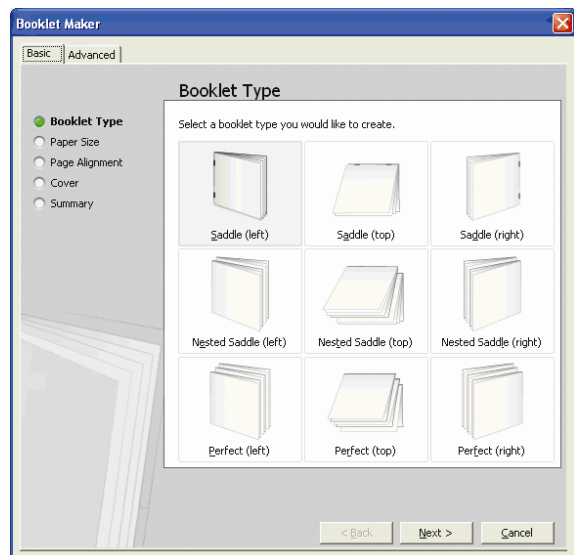 Booklet Maker
Basic
Advanced
Booklet Type
Booklet Type
Paper Size
Page Alignment
Cover
Summary
Select a booklet type you would like to create.
Saddle (left)
Saddle (top)
Saddle (right)
Nested Saddle (left)
Nested Saddle (top)
Nested Saddle (right)
Perfect (left)
Perfect (top)
Perfect (right)
< Back
Next >
Cancel